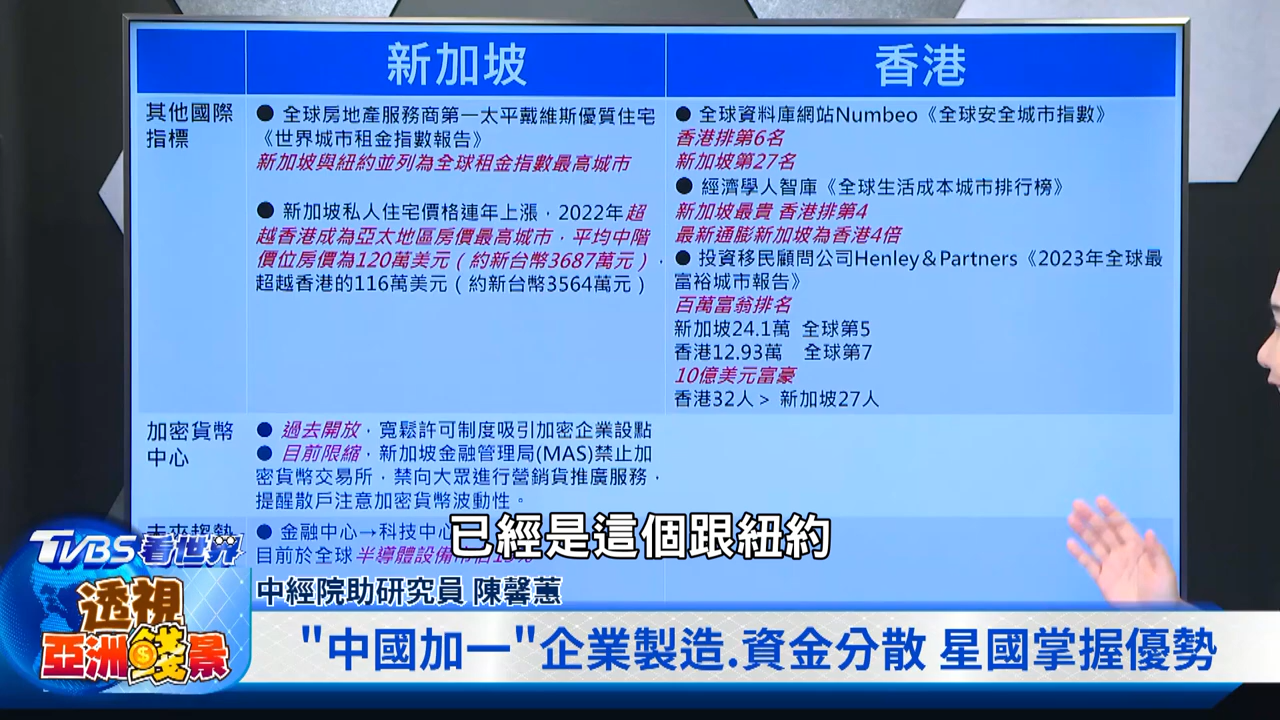 新加坡
香港
其他國際
指標
● 全球房地產服務商第一太平戴維斯優質住宅
《世界城市租金指數報告》
新加坡與紐約並列為全球租金指數最高城市
● 新加坡私人住宅價格連年上漲，2022年超
越香港成為亞太地區房價最高城市，平均中階
價位房價為120萬美元（約新台幣3687萬元），
超越香港的116萬美元（約新台幣3564萬元）
● 全球資料庫網站Numbeo《全球安全城市指數》
香港排第6名
新加坡第27名
● 經濟學人智庫《全球生活成本城市排行榜》
新加坡最貴 香港排第4
最新通膨新加坡為香港4倍
● 投資移民顧問公司Henley＆Partners《2023年全球最
富裕城市報告》
百萬富翁排名
新加坡24.1萬 全球第5
香港12.93萬 全球第7
10億美元富豪
香港32人＞ 新加坡27人
加密貨幣
中心
● 過去開放，寬鬆許可制度吸引加密企業設點
● 目前限縮，新加坡金融管理局(MAS)禁止加
密貨幣交易所，禁向大眾進行營銷貨推廣服務，
提醒散戶注意加密貨幣波動性。
未來趨勢
● 金融中心→科技中心
目前於全球半導體設備市佔
已經是這個跟紐約
TVBS看世界
透視
亞洲錢景
中經院助研究員 陳馨蕙
"中國加一"企業製造.資金分散 星國掌握優勢